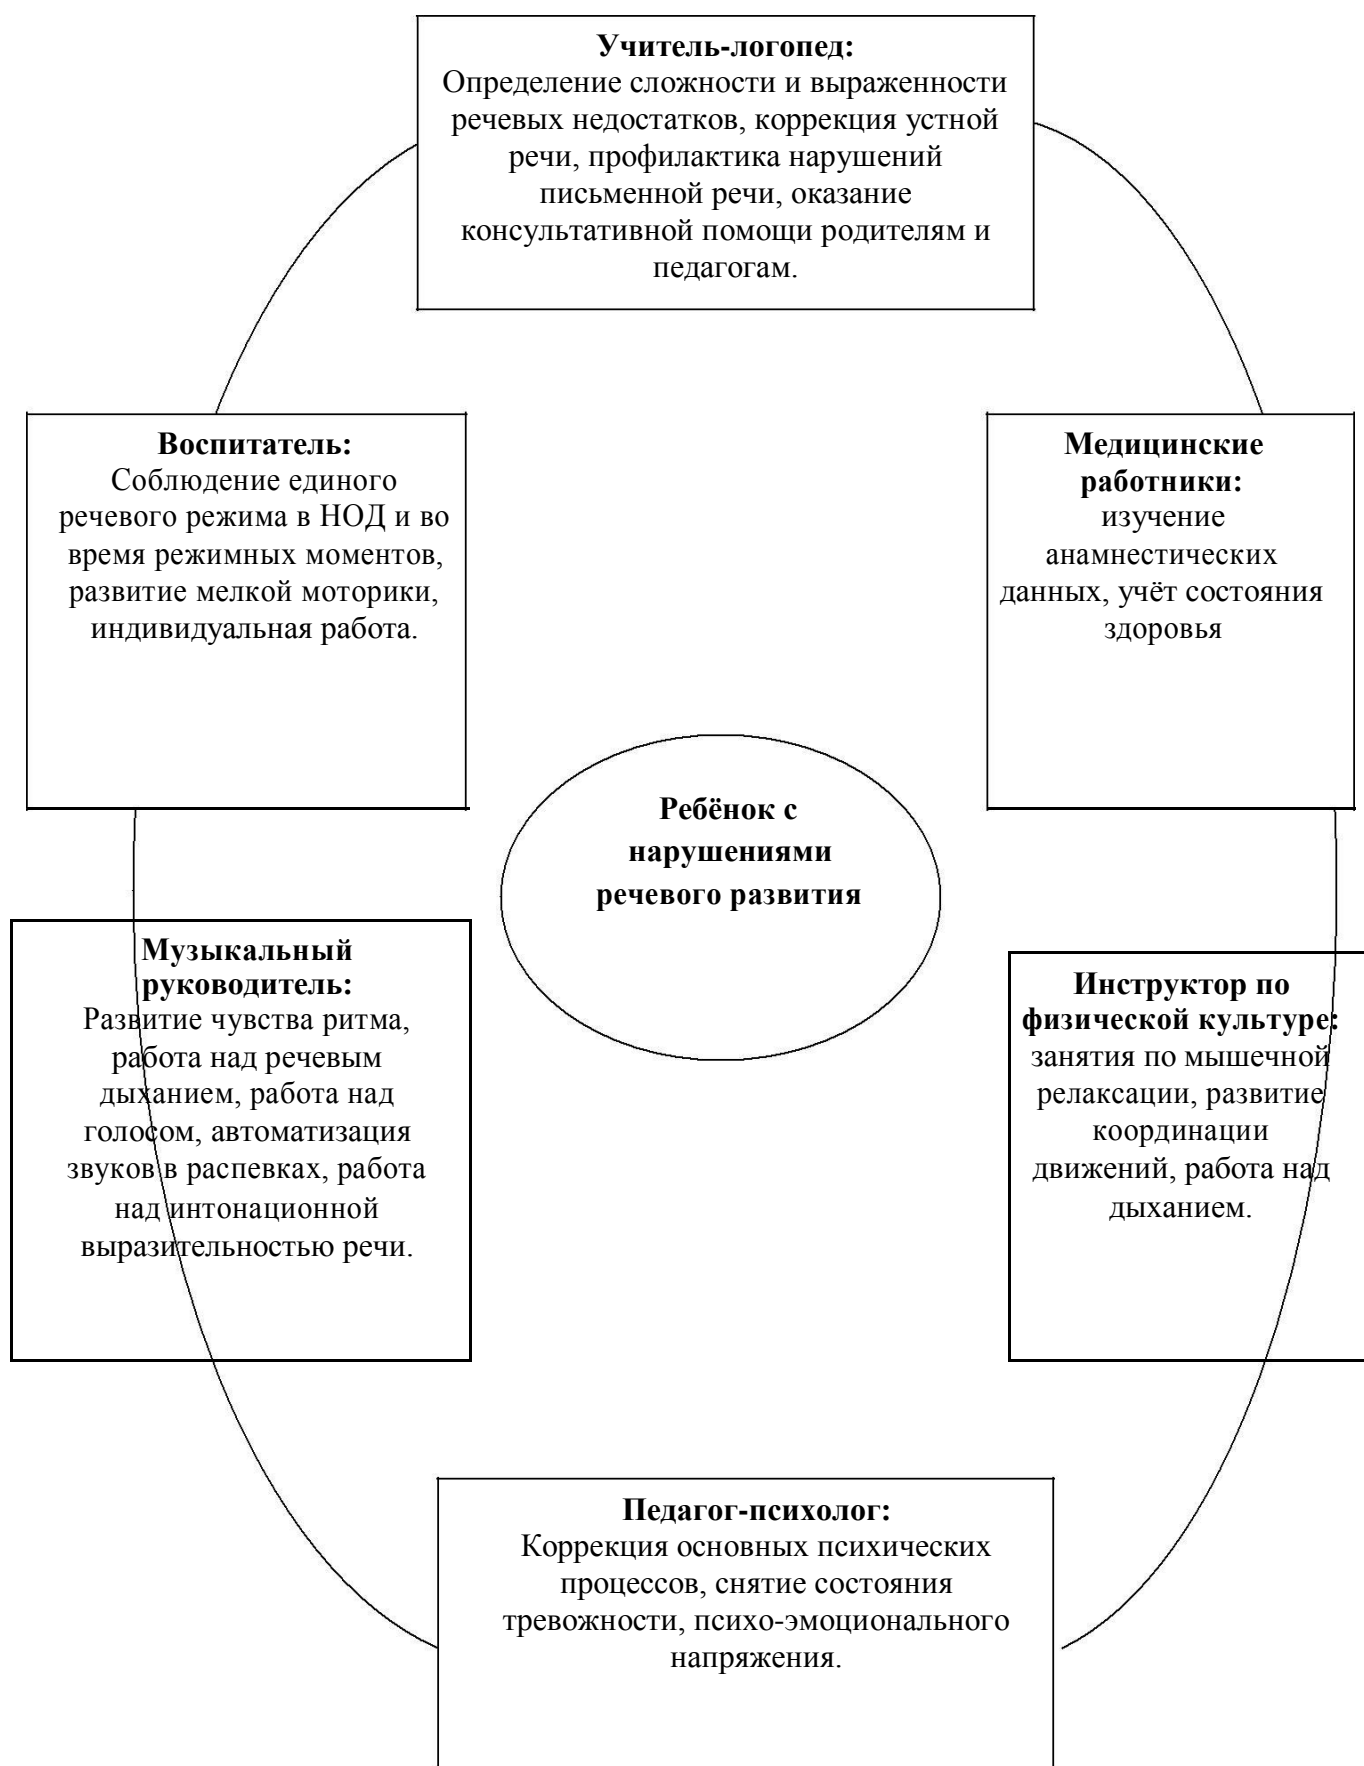 Учитель-логопед:
Определение сложности и выраженности
речевых недостатков, коррекция устной
речи, профилактика нарушений
письменной речи, оказание
консультативной помощи родителям и
педагогам.
Воспитатель:
Соблюдение единого
речевого режима в НОД и во
время режимных моментов,
развитие мелкой моторики,
индивидуальная работа.
Медицинские
работники:
изучение
анамнестических
данных, учёт состояния
здоровья
Ребёнок с
нарушениями
речевого развития
Музыкальный
руководитель:
Развитие чувства ритма,
работа над речевым
дыханием, работа над
голосом, автоматизация
звуков в распевках, работа
над интонационной
выразительностью речи.
Инструктор по
физической культуре:
занятия по мышечной
релаксации, развитие
координации
движений, работа над
дыханием.
Педагог-психолог:
Коррекция основных психических
процессов, снятие состояния
тревожности, психо-эмоционального
напряжения.